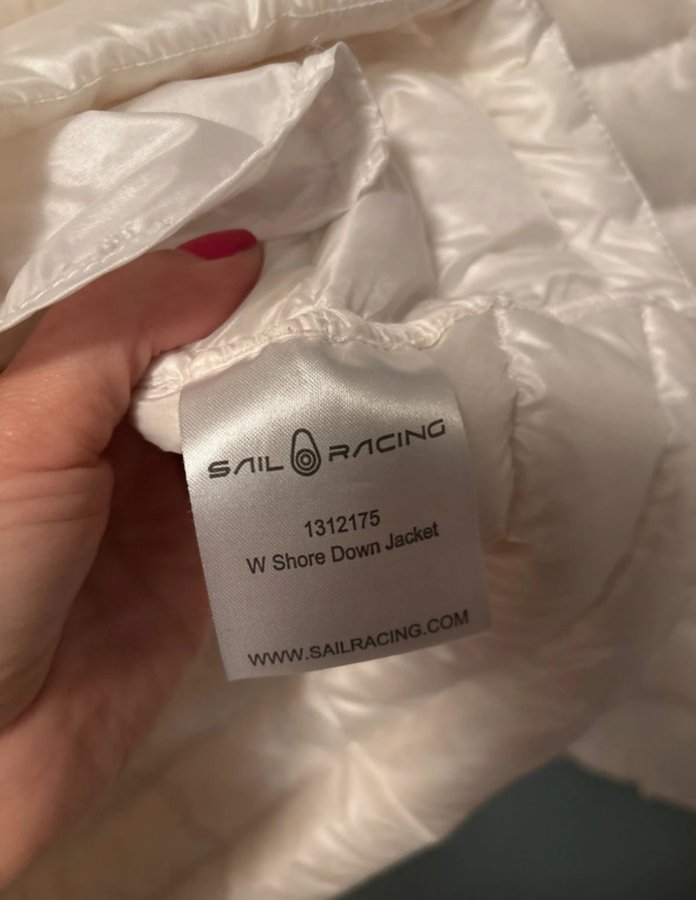 SAIL RACING
1312175
W Shore Down Jacket
WWW.SAILRACING.COM